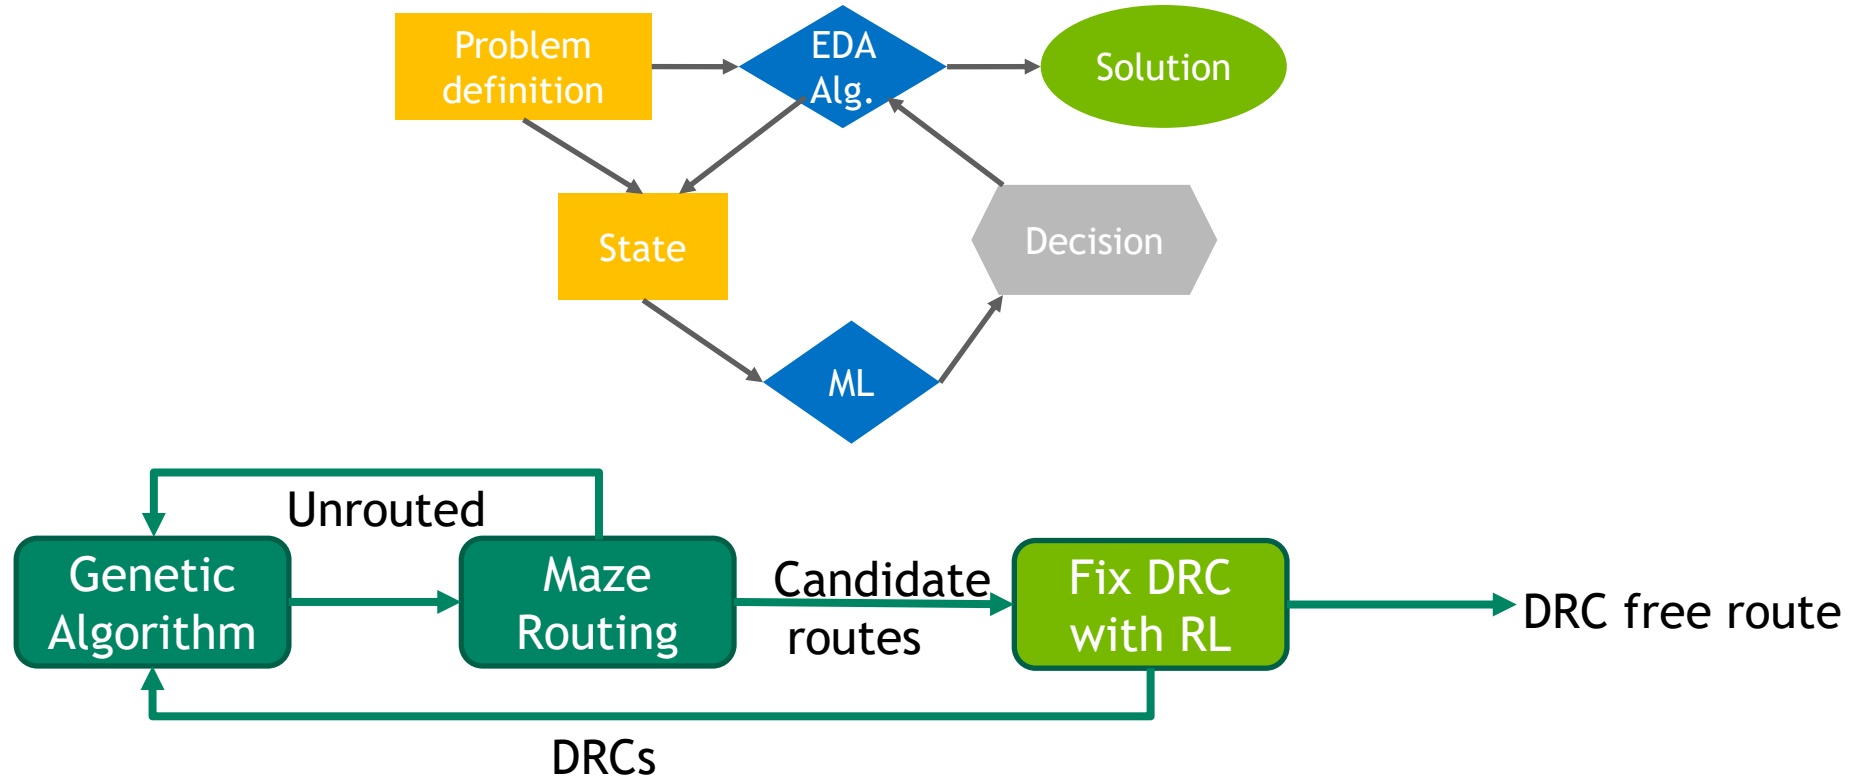 Problem
definition
EDA
Alg.
Solution
State
Decision
ML
Unrouted
Genetic
Algorithm
Maze
Routing
Candidate
routes
Fix DRC
with RL
DRC free route
DRCs